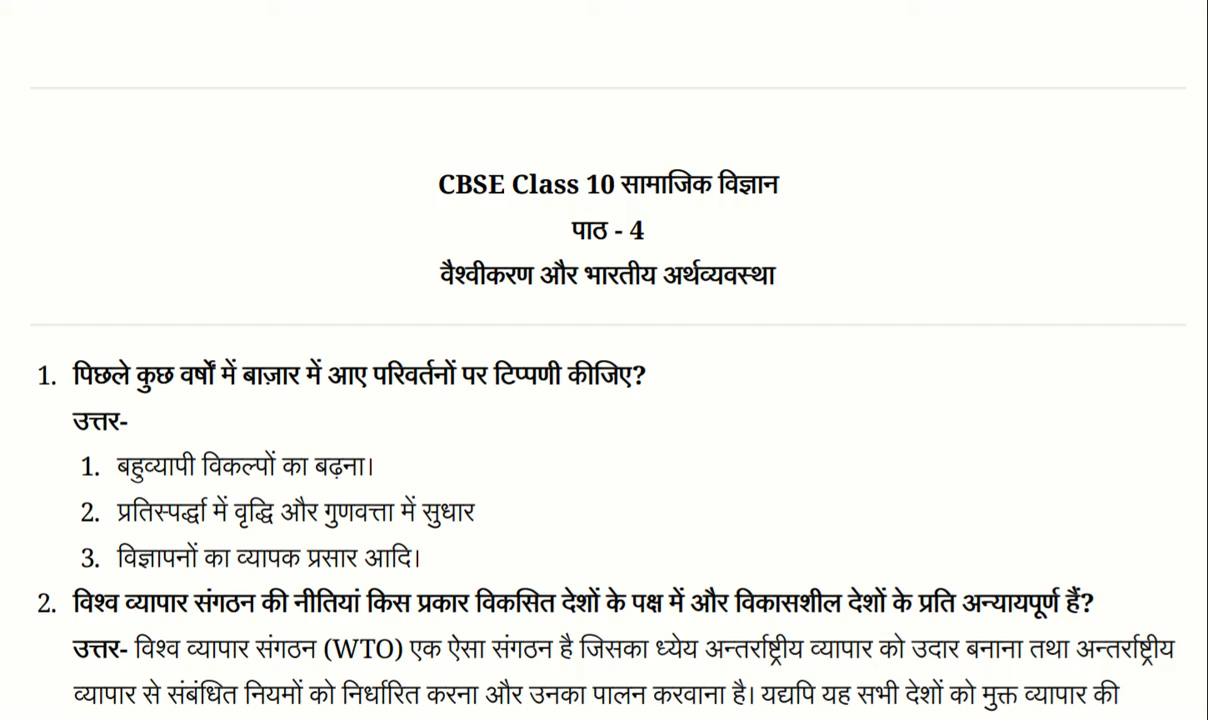 CBSE Class 10 सामाजिक विज्ञान
पाठ - 4
वैश्वीकरण और भारतीय अर्थव्यवस्था
1. पिछले कुछ वर्षों में बाज़ार में आए परिवर्तनों पर टिप्पणी कीजिए?
उत्तर-
1. बहुव्यापी विकल्पों का बढ़ना।
2. प्रतिस्पर्द्धा में वृद्धि और गुणवत्ता में सुधार
3. विज्ञापनों का व्यापक प्रसार आदि।
2. विश्व व्यापार संगठन की नीतियां किस प्रकार विकसित देशों के पक्ष में और विकासशील देशों के प्रति अन्यायपूर्ण हैं?
उत्तर- विश्व व्यापार संगठन (WTO) एक ऐसा संगठन है जिसका ध्येय अन्तर्राष्ट्रीय व्यापार को उदार बनाना तथा अन्तर्राष्ट्रीय
व्यापार से संबंधित नियमों को निर्धारित करना और उनका पालन करवाना है। यद्यपि यह सभी देशों को मुक्त व्यापार की